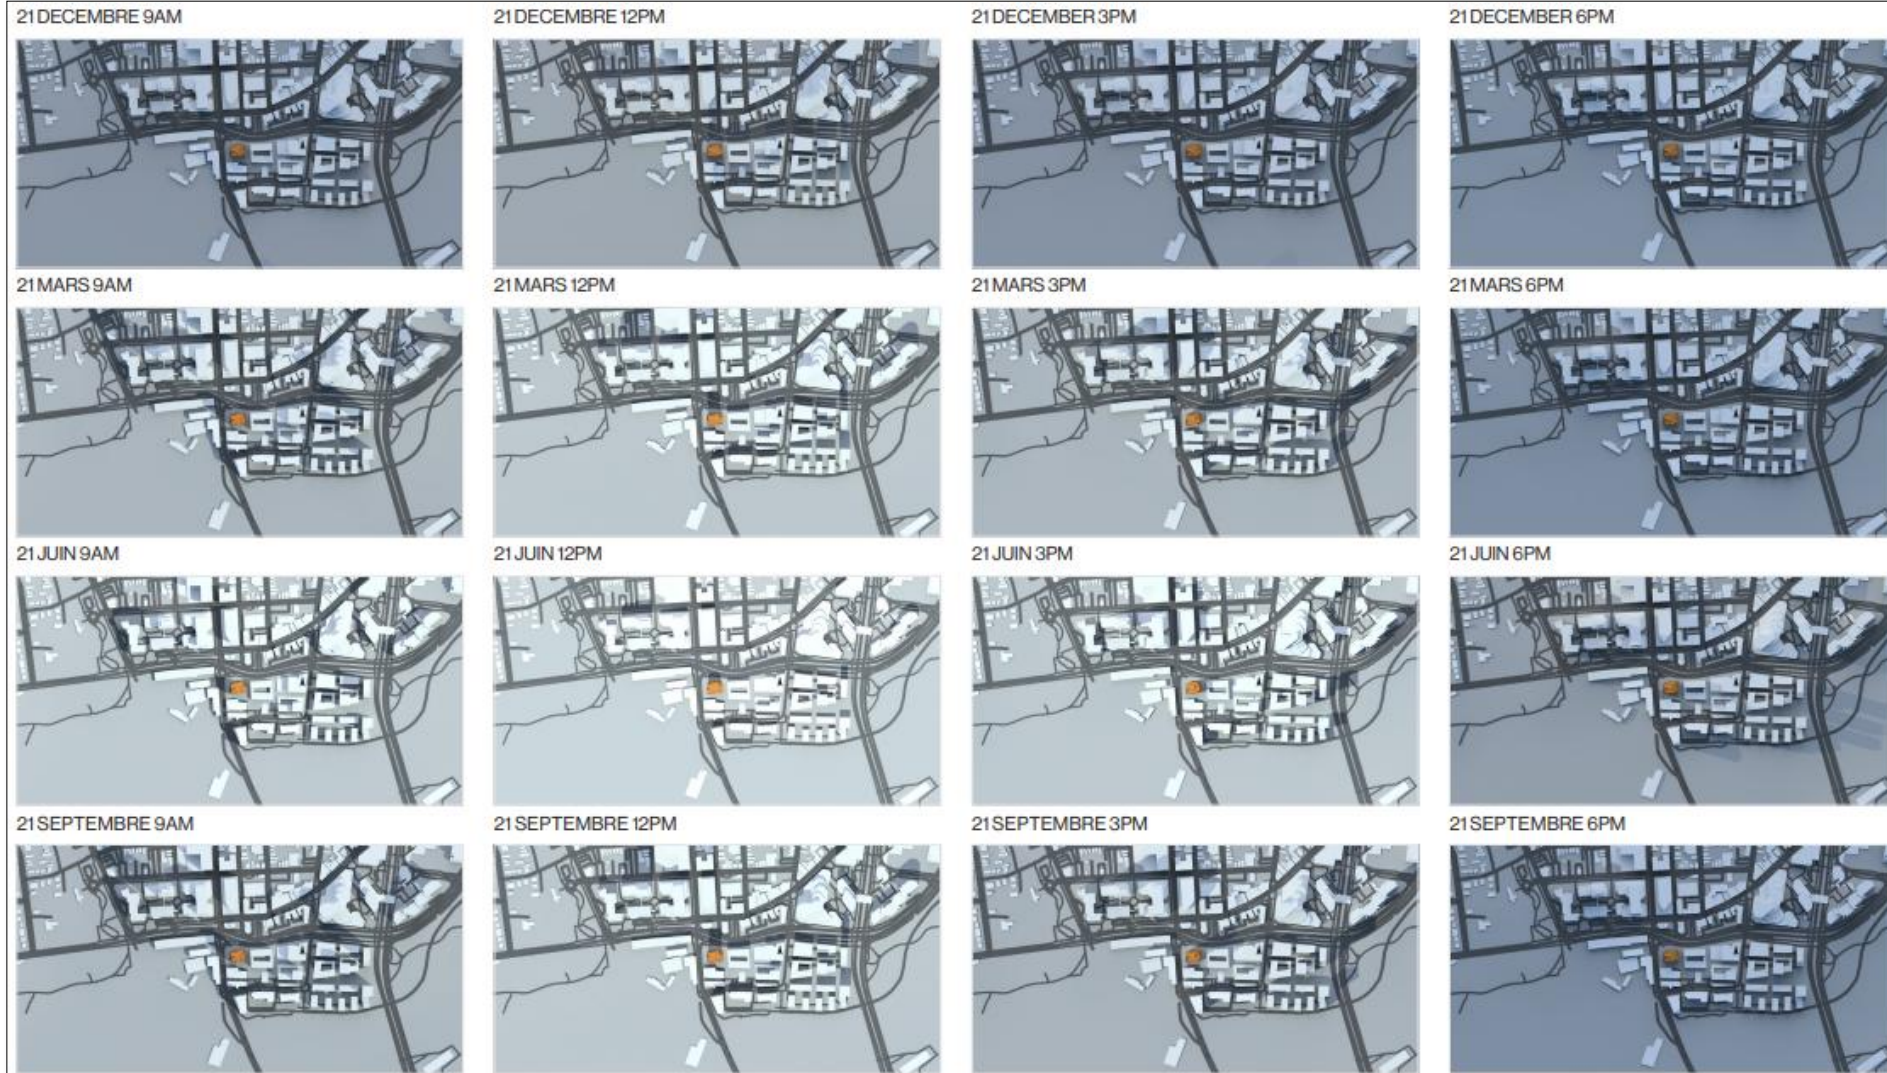 21 DECEMBRE 9AM
21 DECEMBRE 12PM
21 DECEMBER 3PM
21 DECEMBER 6PM
21 MARS 9AM
21 MARS 12PM
21 MARS 3PM
21 MARS 6PM
21 JUIN 9AM
21 JUIN 12PM
21 JUIN 3PM
21 JUIN 6PM
21 SEPTEMBRE 9AM
21 SEPTEMBRE 12PM
21 SEPTEMBRE 3PM
21 SEPTEMBRE 6PM